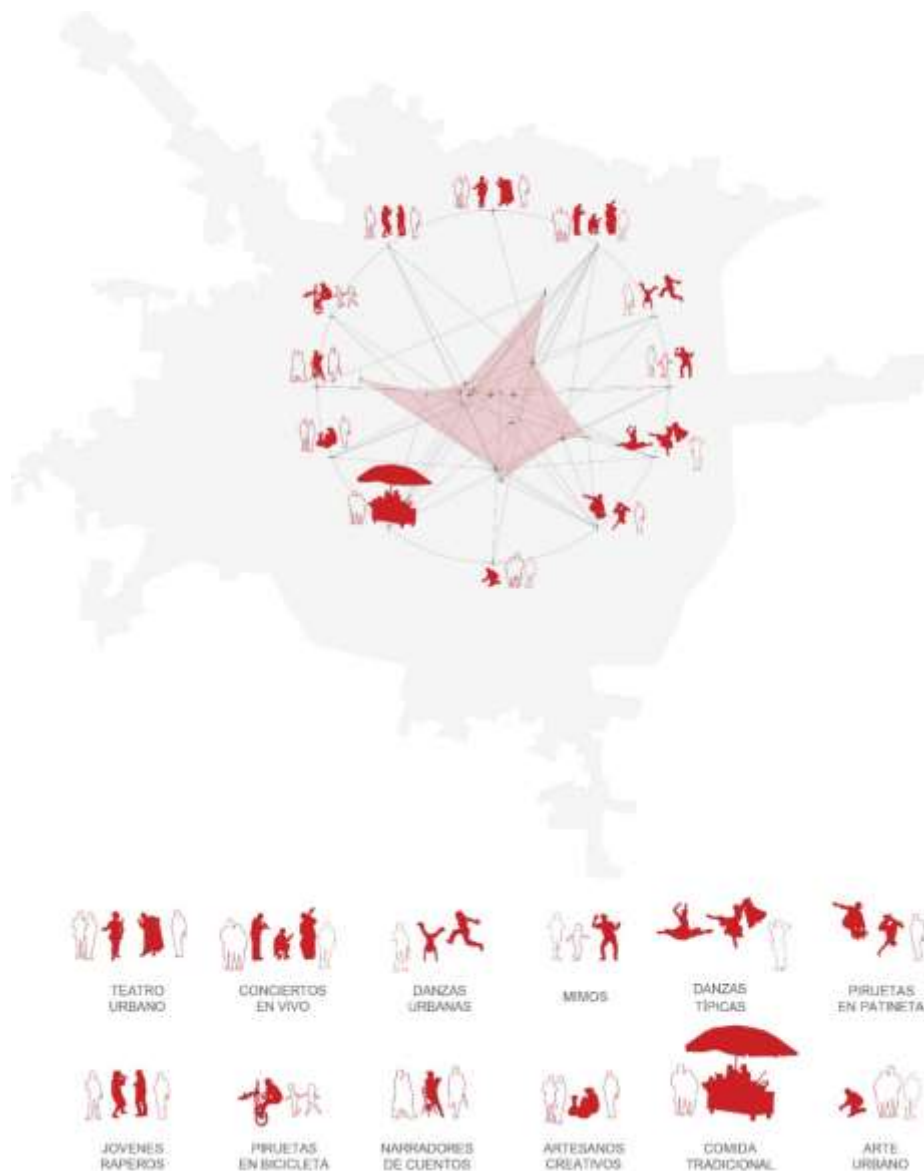 TEATRO
URBANO
CONCIERTOS
EN VIVO
DANZAS
URBANAS
MIMOS
DANZAS
TÍPICAS
PIRUETAS
EN PATINETA
JOVENES
RAPEROS
PIRUETAS
EN BICICLETA
NARRADORES
DE CUENTOS
ARTESANOS
CREATIVOS
COMIDA
TRADICIONAL
ARTE
URBANO